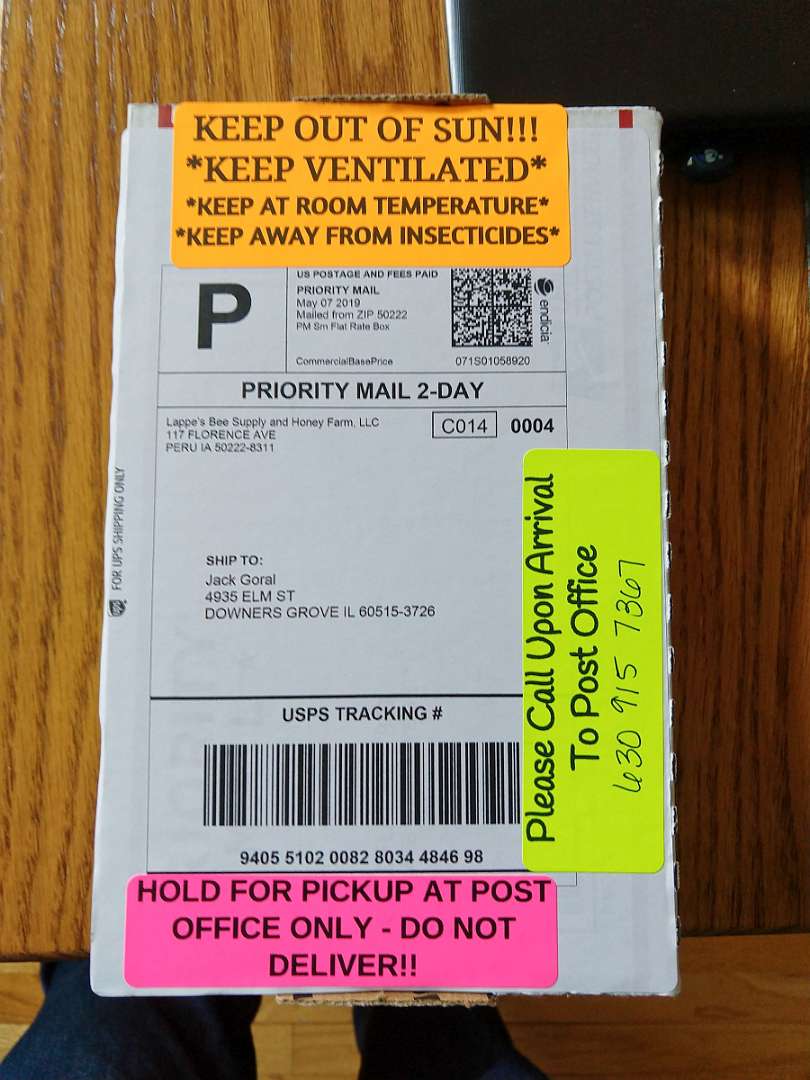 KEEP OUT OF SUN!!!
*KEEP VENTILATED*
*KEEP AT ROOM TEMPERATURE*
*KEEP AWAY FROM INSECTICIDES*
P
US POSTAGE AND FEES PAID
PRIORITY MAIL
May 07 2019
Mailed from ZIP 50222
PM Sm Flat Rate Box
CommercialBasePrice
071S01058920
endicia
PRIORITY MAIL 2-DAY
Lappe's Bee Supply and Honey Farm, LLC
117 FLORENCE AVE
PERU IA 50222-8311
C014 0004
SHIP TO:
Jack Goral
4935 ELM ST
DOWNERS GROVE IL 60515-3726
USPS TRACKING #
9405 5102 0082 8034 4846 98
Please Call Upon Arrival
To Post Office
630 915 7367
HOLD FOR PICKUP AT POST
OFFICE ONLY - DO NOT
DELIVER!!
ups FOR UPS SHIPPING ONLY